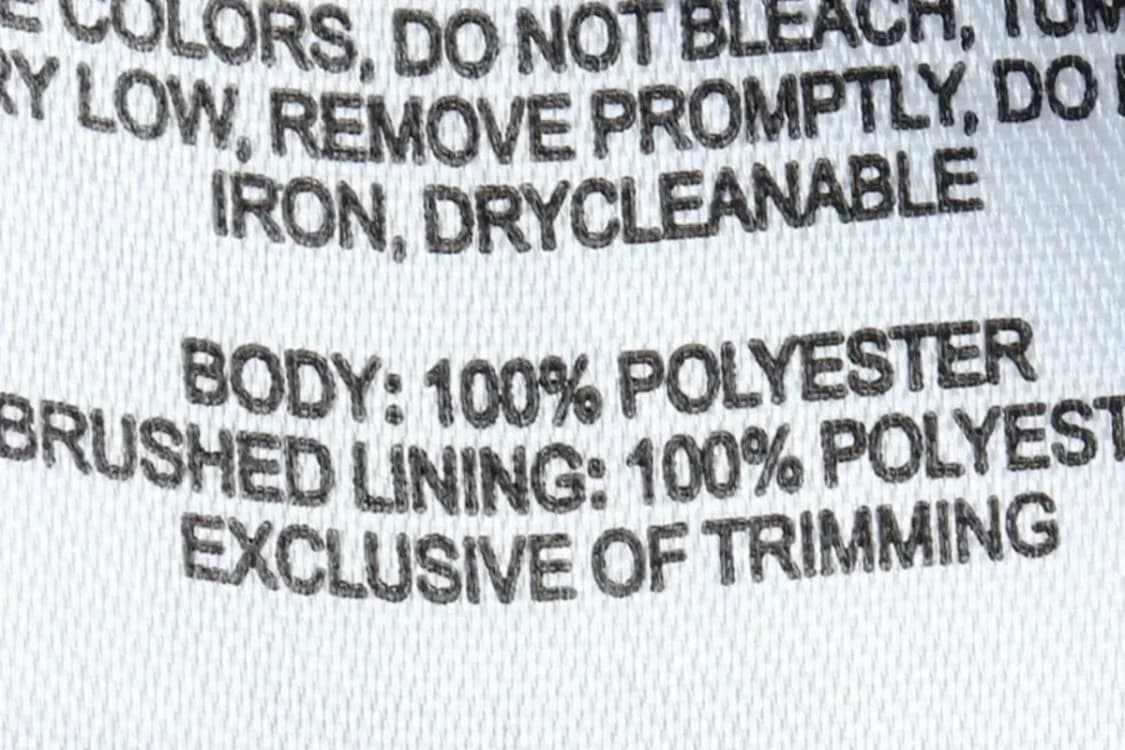 COLORS, DO NOT BLEACH,
LOW, REMOVE PROMPTLY, DO
IRON, DRYCLEANABLE
BODY: 100% POLYESTER
BRUSHED LINING: 100% POLYEST
EXCLUSIVE OF TRIMMING